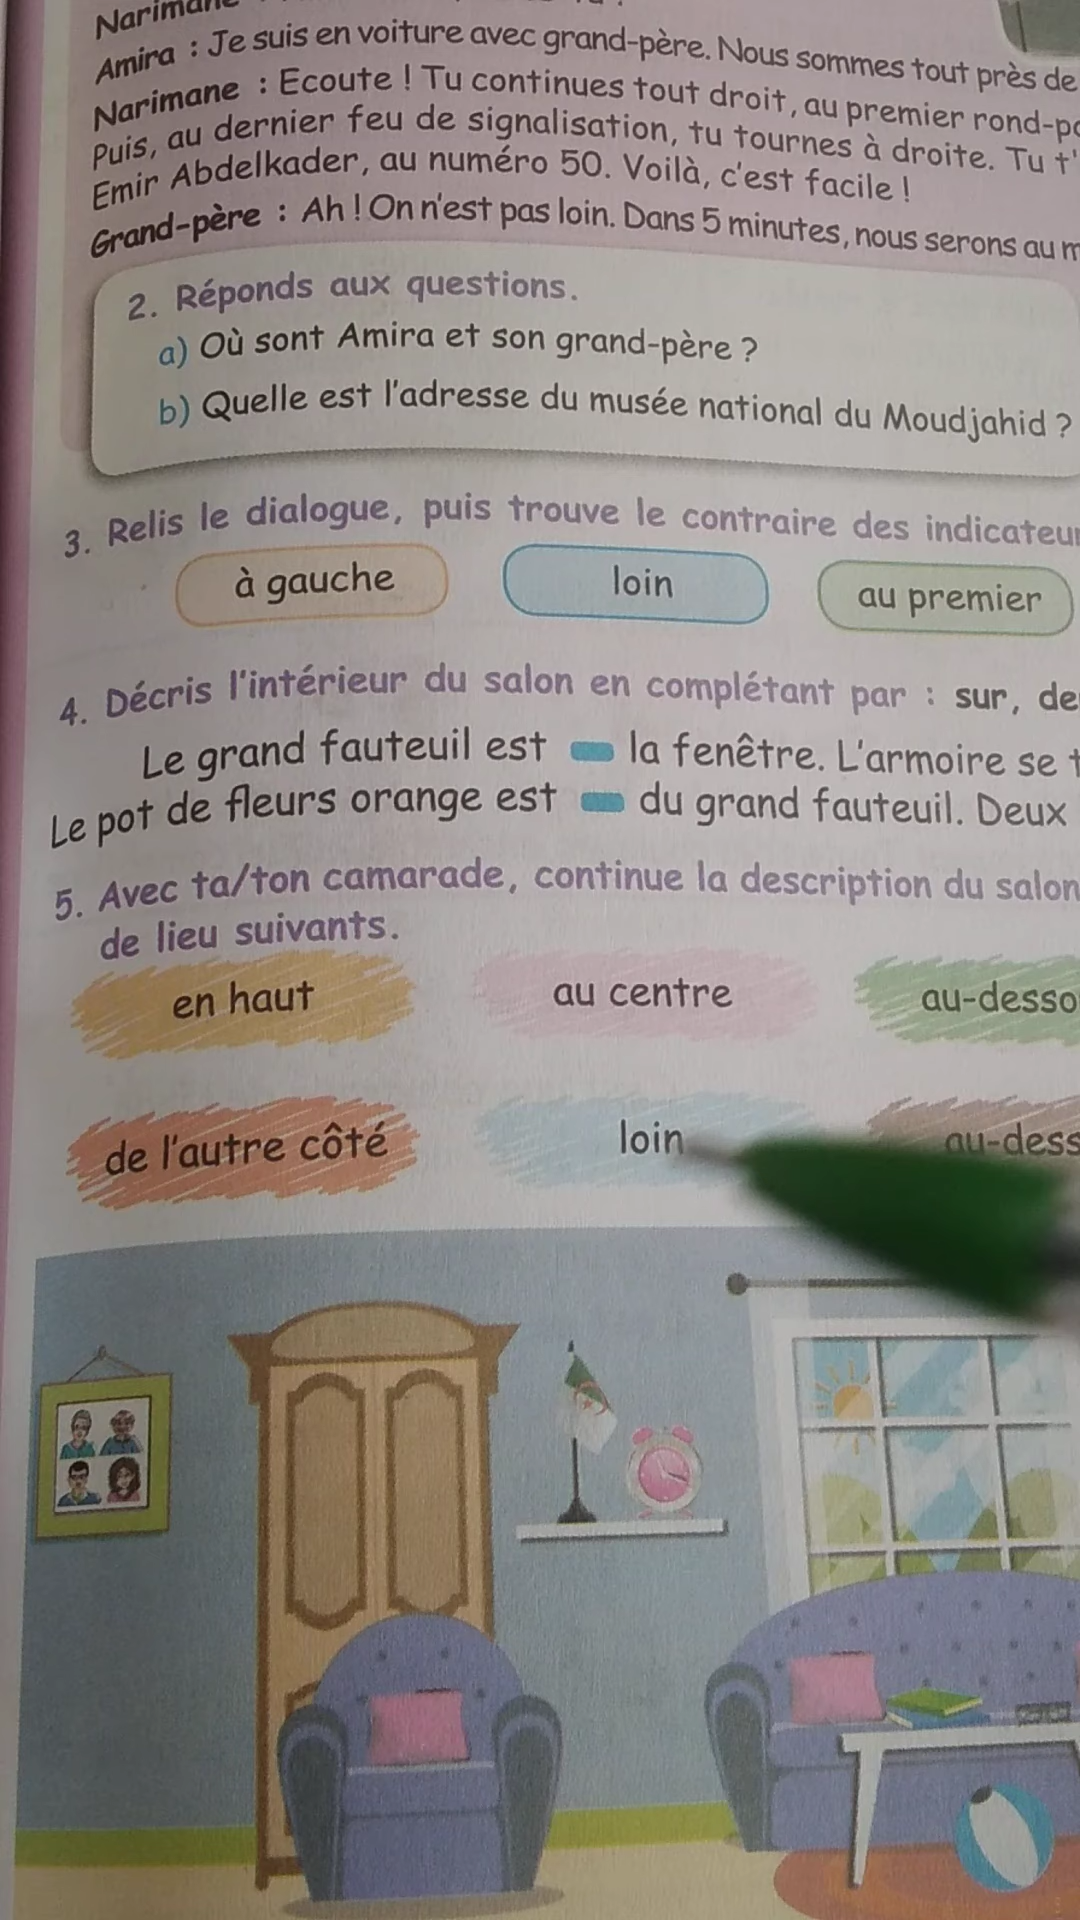 Narimane
Amira : Je suis en voiture avec grand-père. Nous sommes tout près de
Narimane : Ecoute ! Tu continues tout droit, au premier
Puis, au dernier feu de signalisation, tu tournes à droite. Tu t'
Emir Abdelkader, au numéro 50. Voilà, c'est facile !
Grand-père : Ah ! On n'est pas loin. Dans 5 minutes, nous serons au
2. Réponds aux questions.
a) Où sont Amira et son grand-père ?
b) Quelle est l'adresse du musée national du Moudjahid ?
3. Relis le dialogue, puis trouve le contraire des
à gauche loin au premier
4. Décris l'intérieur du salon en complétant par : sur,
Le grand fauteuil est la fenêtre. L'armoire se
Le pot de fleurs orange est du grand fauteuil. Deux
5. Avec ta/ton camarade, continue la description du salon
de lieu suivants.
en haut au centre au-desso
de l'autre côté loin au-dess